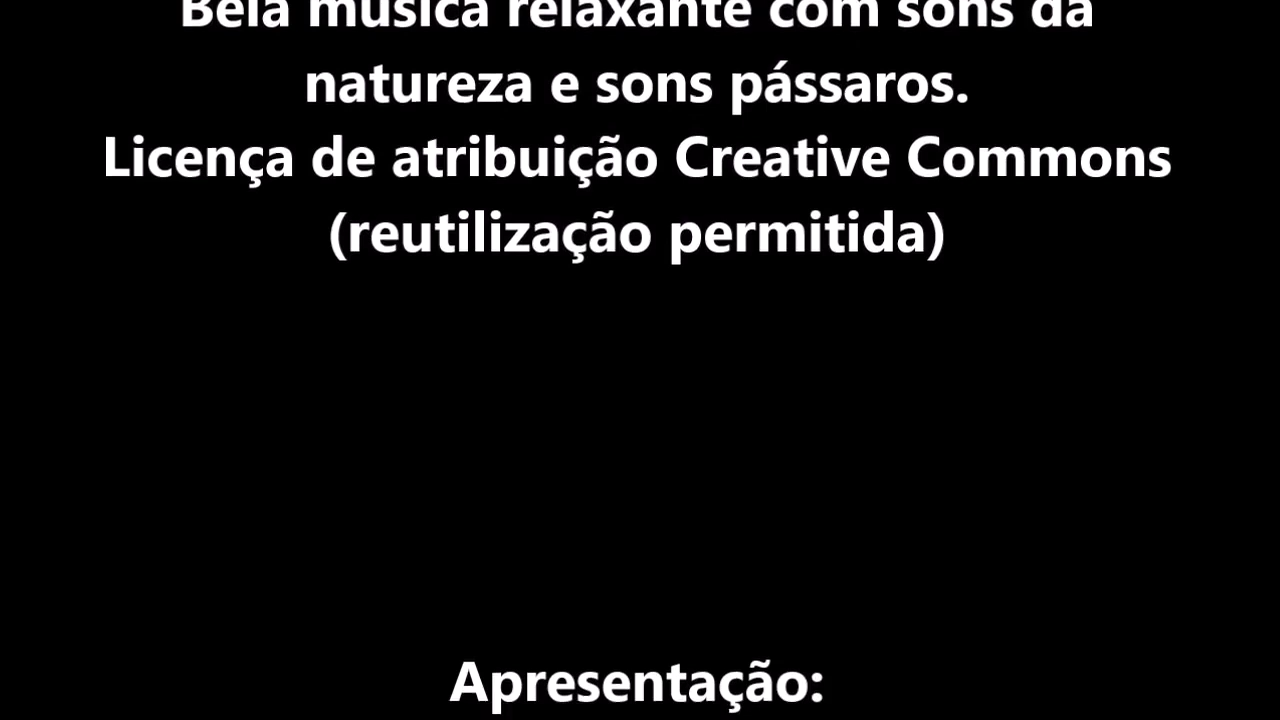 Bela música relaxante com sons da
natureza e sons pássaros.
Licença de atribuição Creative Commons
(reutilização permitida)
Apresentação: